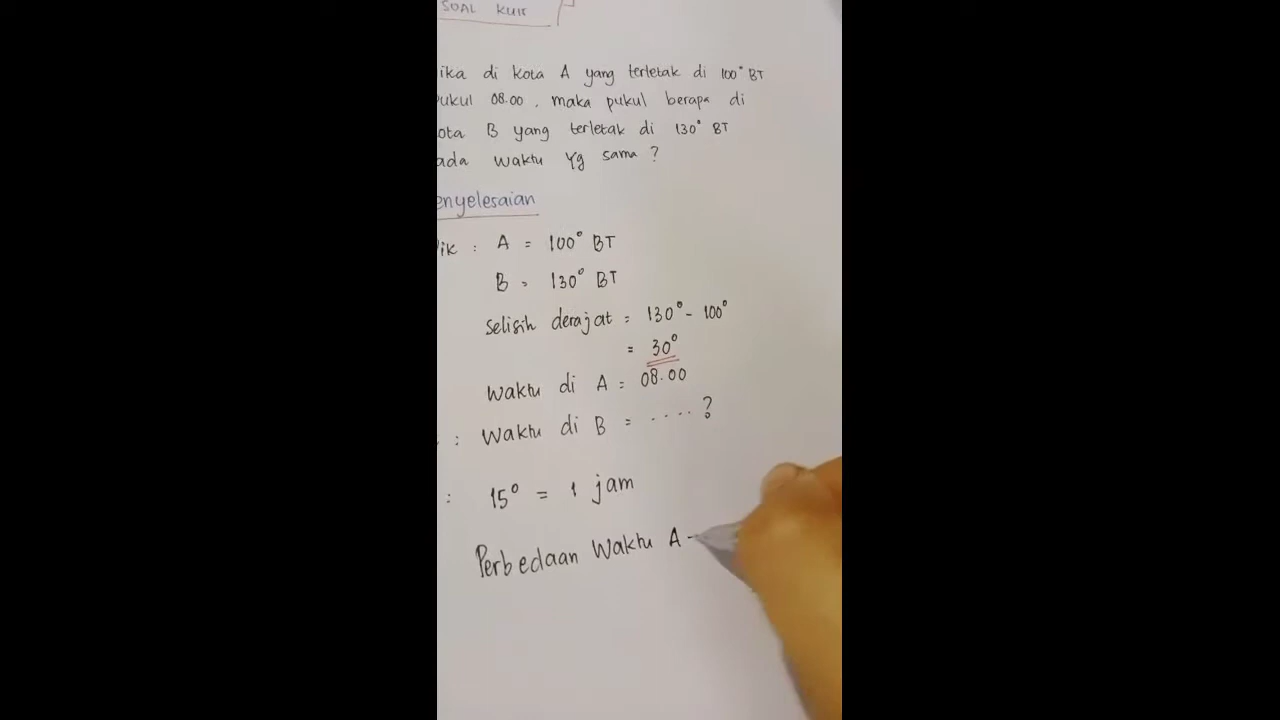 SOAL KUIS
ika di kota A yang terletak di 100° BT
ukul 08.00 , maka pukul berapa di
ota B yang terletak di 130° BT
ada waktu yg sama ?
enyelesaian
ik : A = 100° BT
B = 130° BT
Selisih derajat = 130° - 100°
= 30°
Waktu di A = 08.00
: Waktu di B = ..... ?
: 15° = 1 jam
Perbedaan Waktu A -